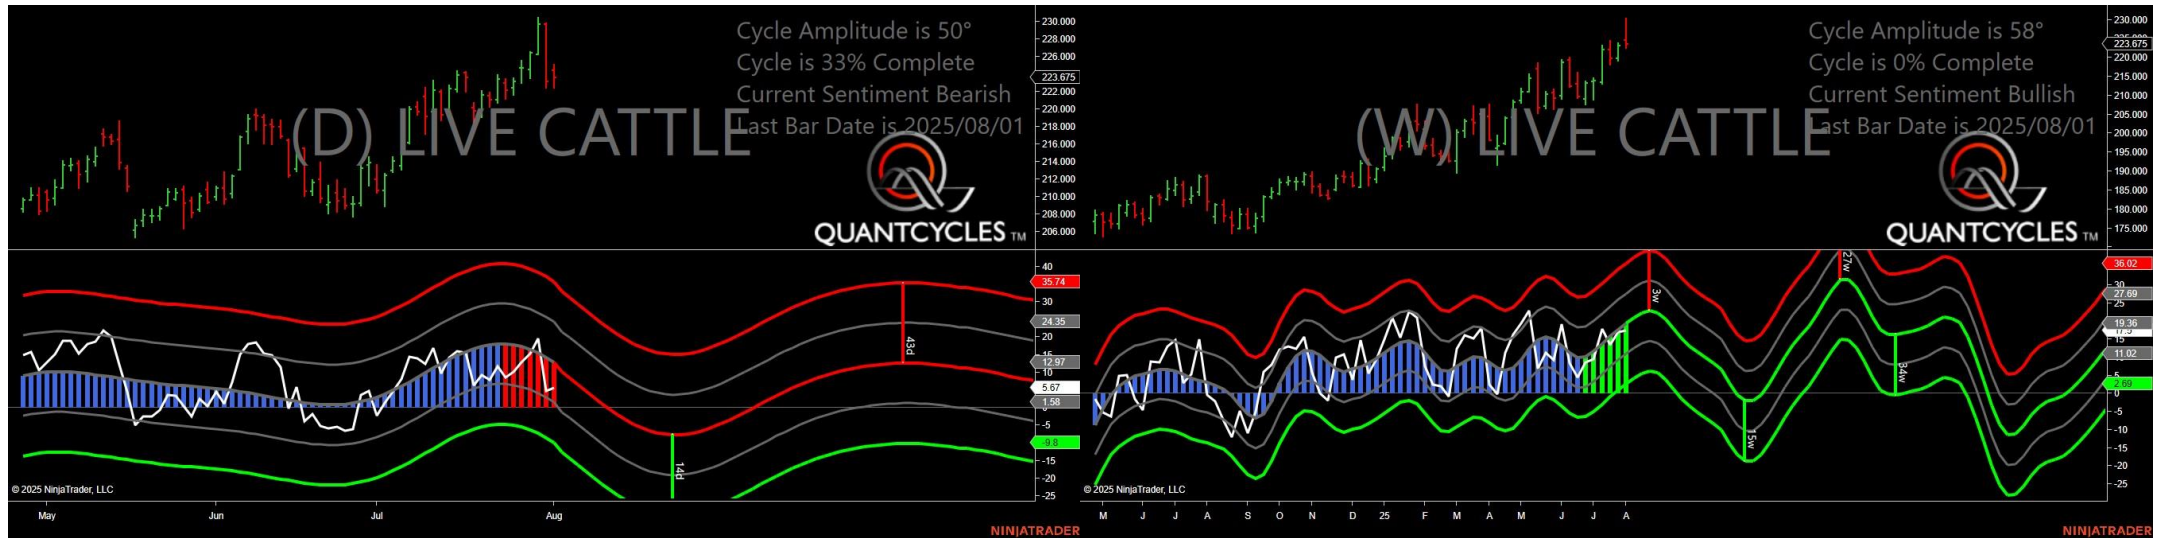 Cycle Amplitude is 50°
Cycle is 33% Complete
Current Sentiment Bearish
Last Bar Date is 2025/08/01
(D) LIVE CATTLE
QUANTCYCLES TM
230.000
228.000
226.000
223.675
222.000
220.000
218.000
216.000
214.000
212.000
210.000
208.000
206.000
40
35.74
30
24.35
20
15
12.97
10
5.67
1.58
-5
-9.8
-15
-20
-25
43d
14d
© 2025 NinjaTrader, LLC
May Jun Jul Aug
NINJATRADER
Cycle Amplitude is 58°
Cycle is 0% Complete
Current Sentiment Bullish
Last Bar Date is 2025/08/01
(W) LIVE CATTLE
QUANTCYCLES TM
230.000
223.675
220.000
215.000
210.000
205.000
200.000
195.000
190.000
185.000
180.000
175.000
36.02
30
27.69
25
19.36
15
11.02
5
2.69
0
-5
-10
-15
-20
-25
3w
27w
15w
34w
© 2025 NinjaTrader, LLC
M J J A S O N D 25 F M A M J J A
NINJATRADER